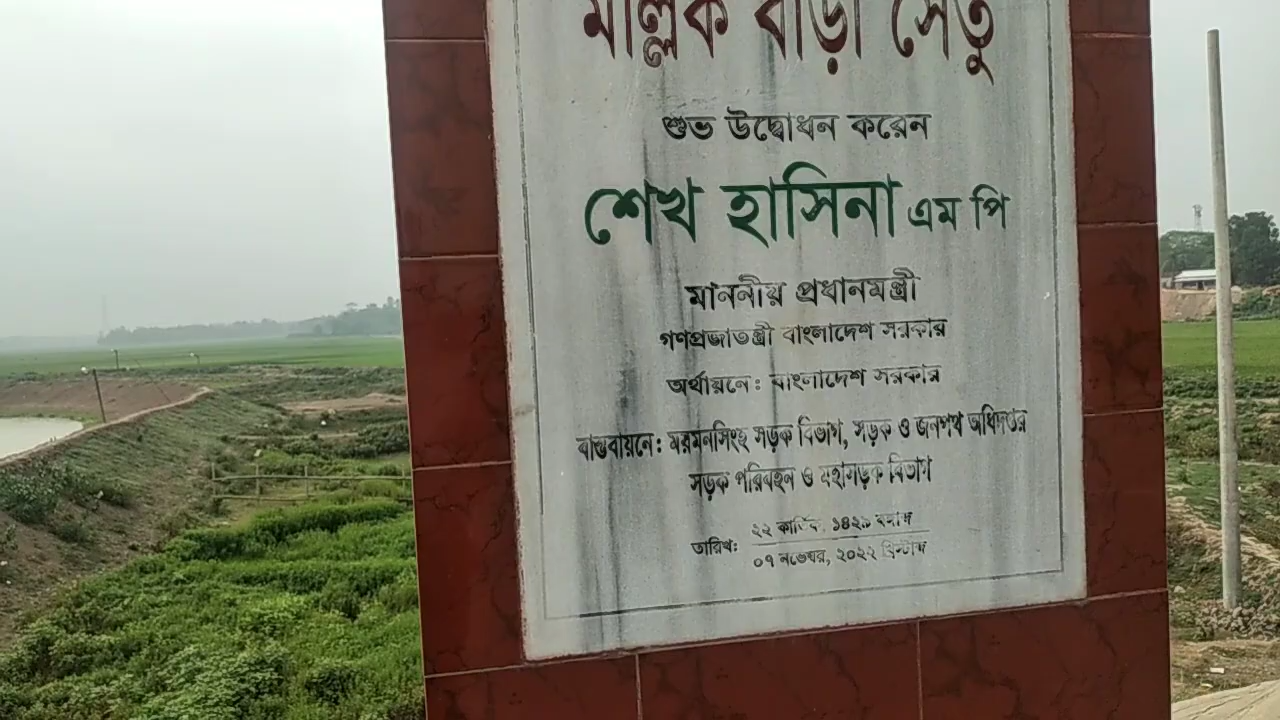 মল্লিক বাড়ী সেতু
শুভ উদ্বোধন করেন
শেখ হাসিনা এম পি
মাননীয় প্রধানমন্ত্রী
গণপ্রজাতন্ত্রী বাংলাদেশ সরকার
অর্থায়নে: বাংলাদেশ সরকার
বাস্তবায়নে: ময়মনসিংহ সড়ক বিভাগ, সড়ক ও জনপথ অধিদপ্তর
সড়ক পরিবহন ও মহাসড়ক বিভাগ
২২ কার্তিক, ১৪২৯ বঙ্গাব্দ
তারিখ:
০৭ নভেম্বর, ২০২২ খ্রিস্টাব্দ